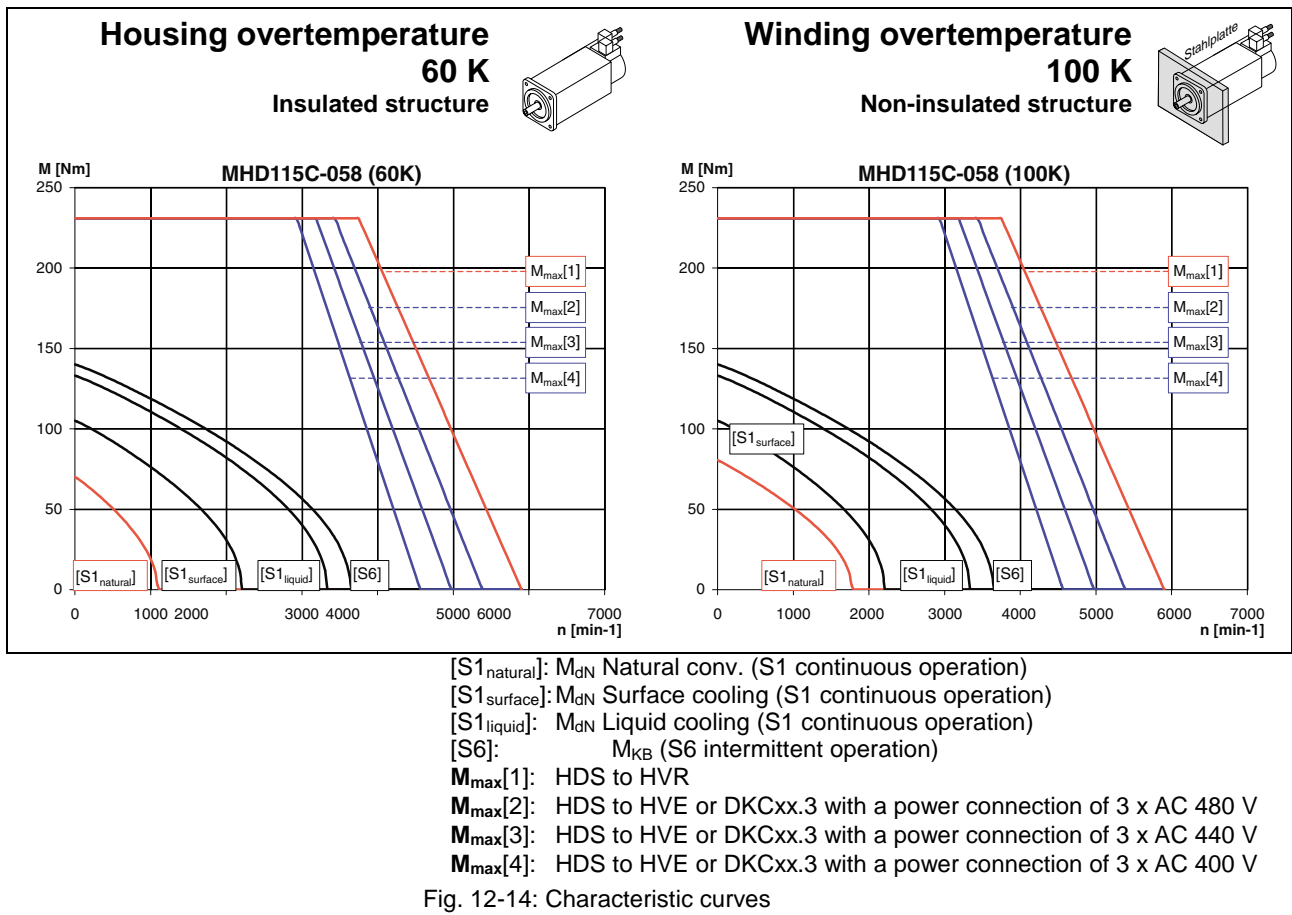 Housing overtemperature
60 K
Insulated structure
M [Nm]
MHD115C-058 (60K)
250
200
150
100
50
0
Mmax[1]
Mmax[2]
Mmax[3]
Mmax[4]
[S1natural]
[S1surface]
[S1liquid]
[S6]
0 1000 2000 3000 4000 5000 6000 7000
n [min-1]
Winding overtemperature
100 K
Non-insulated structure
Stahlplatte
M [Nm]
MHD115C-058 (100K)
250
200
150
100
50
0
Mmax[1]
Mmax[2]
Mmax[3]
Mmax[4]
[S1surface]
[S1natural]
[S1liquid]
[S6]
0 1000 2000 3000 4000 5000 6000 7000
n [min-1]
[S1natural]: MdN Natural conv. (S1 continuous operation)
[S1surface]: MdN Surface cooling (S1 continuous operation)
[S1liquid]: MdN Liquid cooling (S1 continuous operation)
[S6]: MKB (S6 intermittent operation)
Mmax[1]: HDS to HVR
Mmax[2]: HDS to HVE or DKCxx.3 with a power connection of 3 x AC 480 V
Mmax[3]: HDS to HVE or DKCxx.3 with a power connection of 3 x AC 440 V
Mmax[4]: HDS to HVE or DKCxx.3 with a power connection of 3 x AC 400 V
Fig. 12-14: Characteristic curves